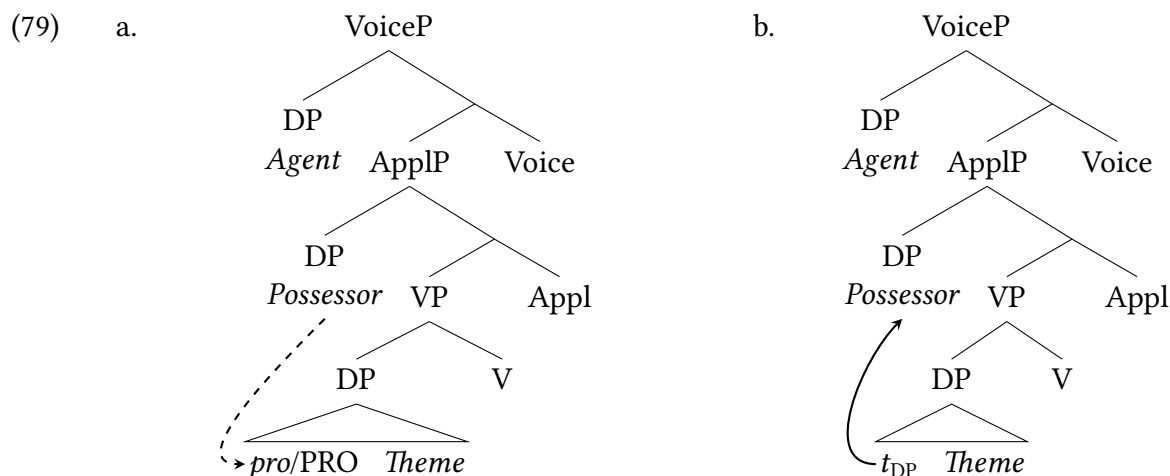 (79) a. VoiceP b. VoiceP
DP DP
Agent ApplP Voice Agent ApplP Voice
DP DP
Possessor VP Appl Possessor VP Appl
DP V DP V
pro/PRO Theme tDP Theme